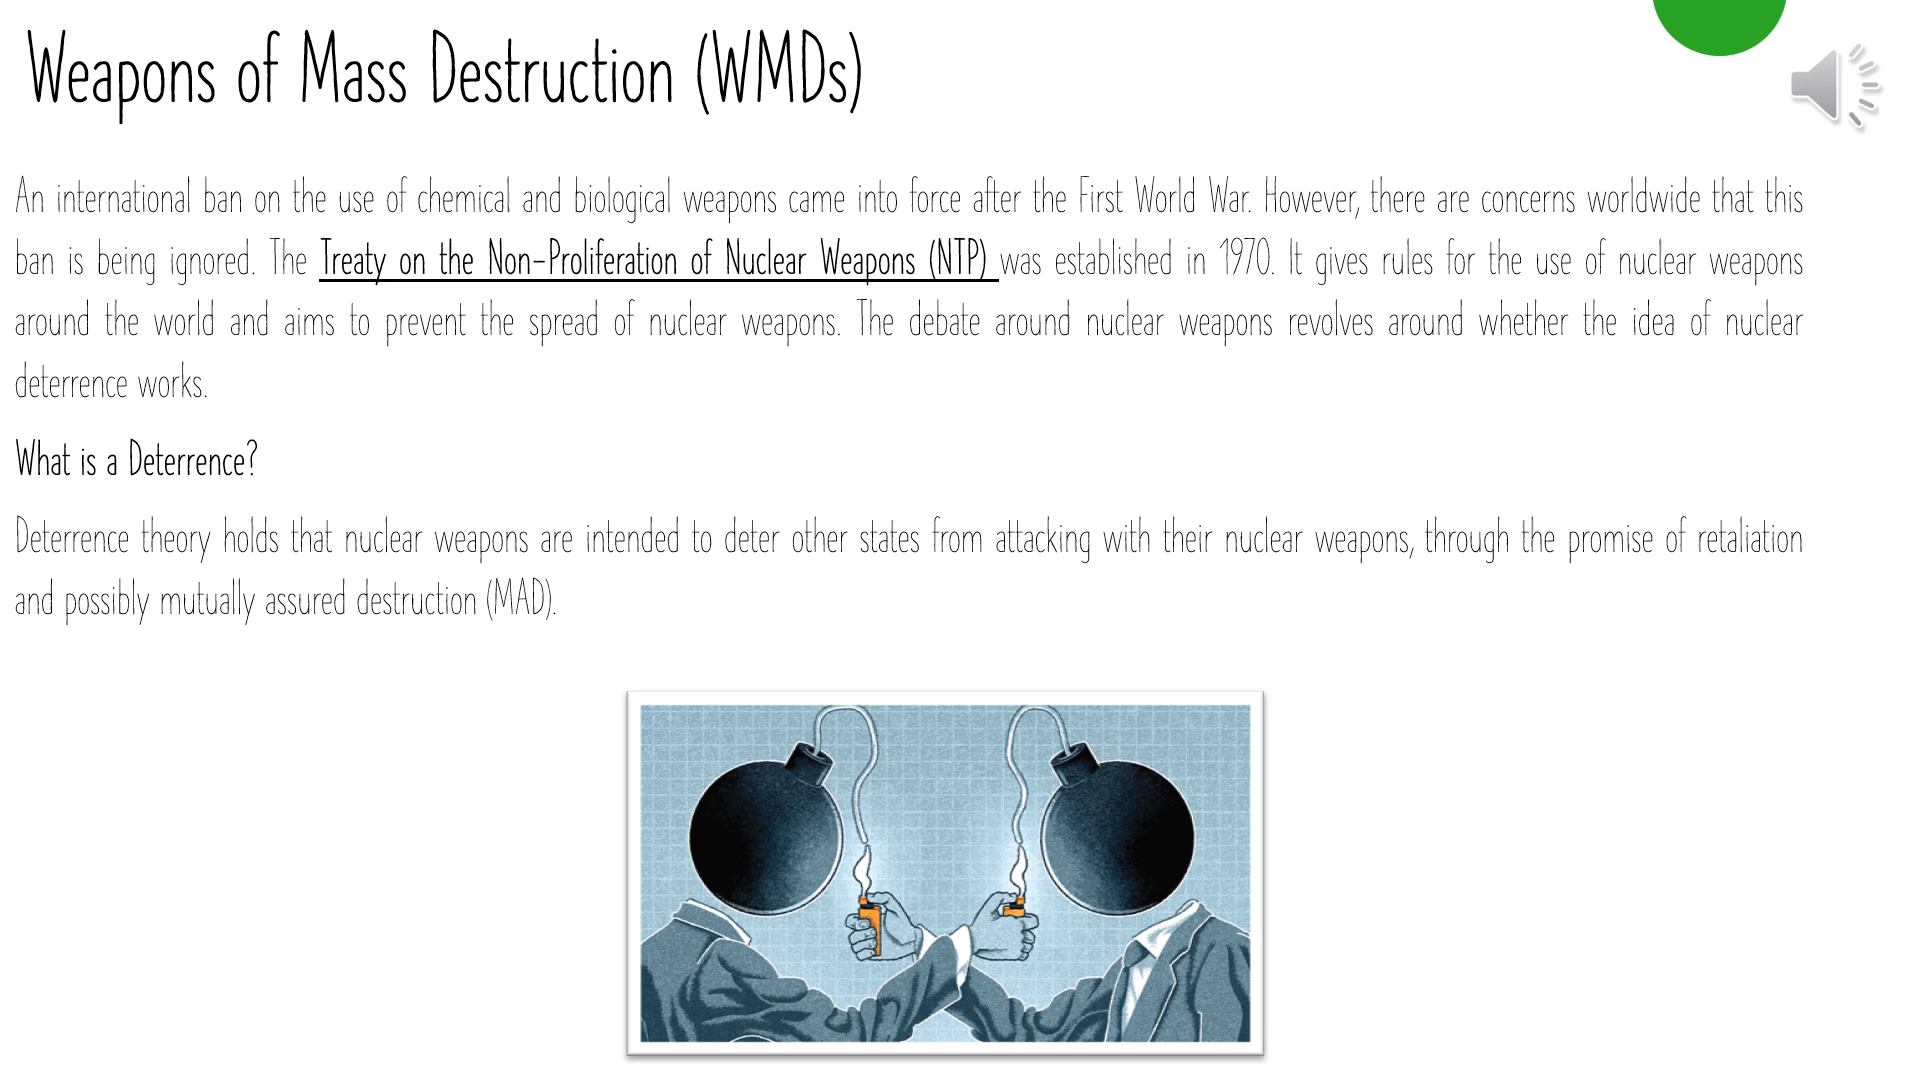 Weapons of Mass Destruction (WMDs)
An international ban on the use of chemical and biological weapons came into force after the First World War. However, there are concerns worldwide that this
ban is being ignored. The Treaty on the Non-Proliferation of Nuclear Weapons (NTP) was established in 1970. It gives rules for the use of nuclear weapons
around the world and aims to prevent the spread of nuclear weapons. The debate around nuclear weapons revolves around whether the idea of nuclear
deterrence works.
What is a Deterrence?
Deterrence theory holds that nuclear weapons are intended to deter other states from attacking with their nuclear weapons, through the promise of retaliation
and possibly mutually assured destruction (MAD).